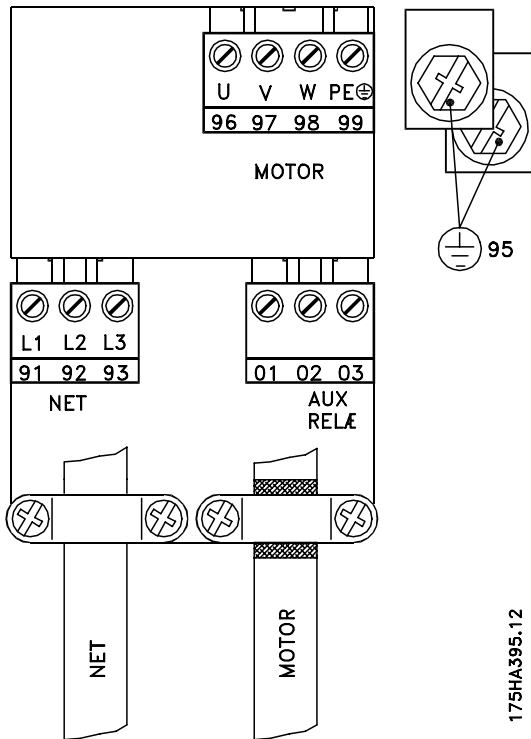 U V W PE
96 97 98 99
MOTOR
95
L1 L2 L3
91 92 93
NET
01 02 03
AUX
RELÆ
NET
MOTOR
175HA395.12